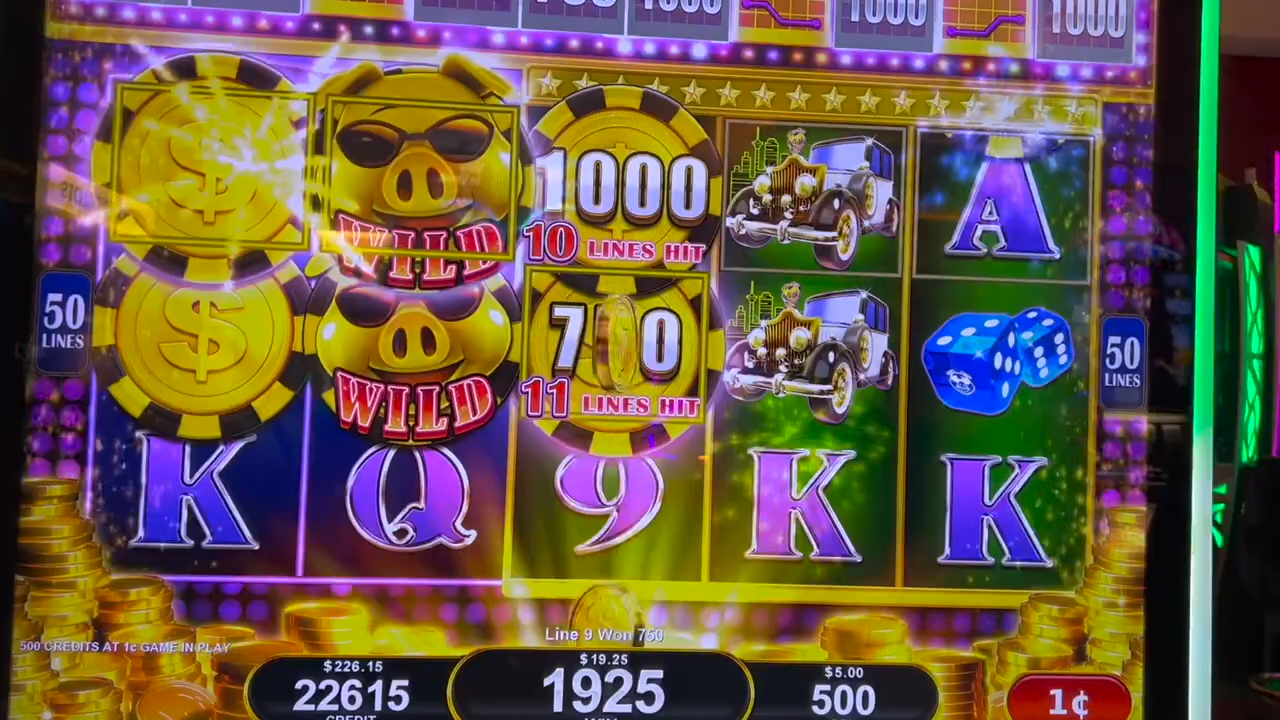 1000
1000
1000
WILD
1000
10 LINES HIT
A
50
LINES
$
WILD
11 LINES HIT
50
LINES
K
Q
9
K
K
Line 9 Won 750
500 CREDITS AT 1¢ GAME IN PLAY
$226.15
22615
CREDIT
$19.25
1925
WIN
$5.00
500
1¢